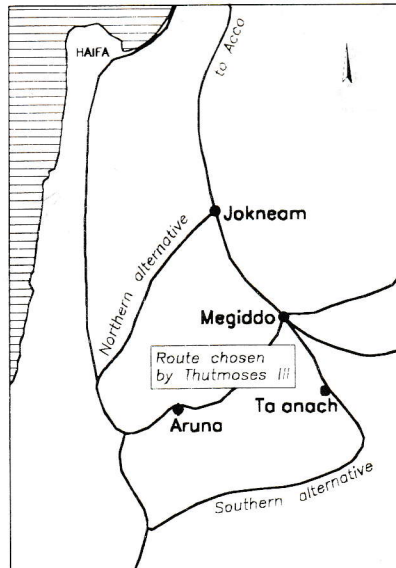 HAIFA
to Acco
Jokneam
Northern alternative
Megiddo
Route chosen
by Thutmoses III
Ta anach
Aruna
Southern alternative